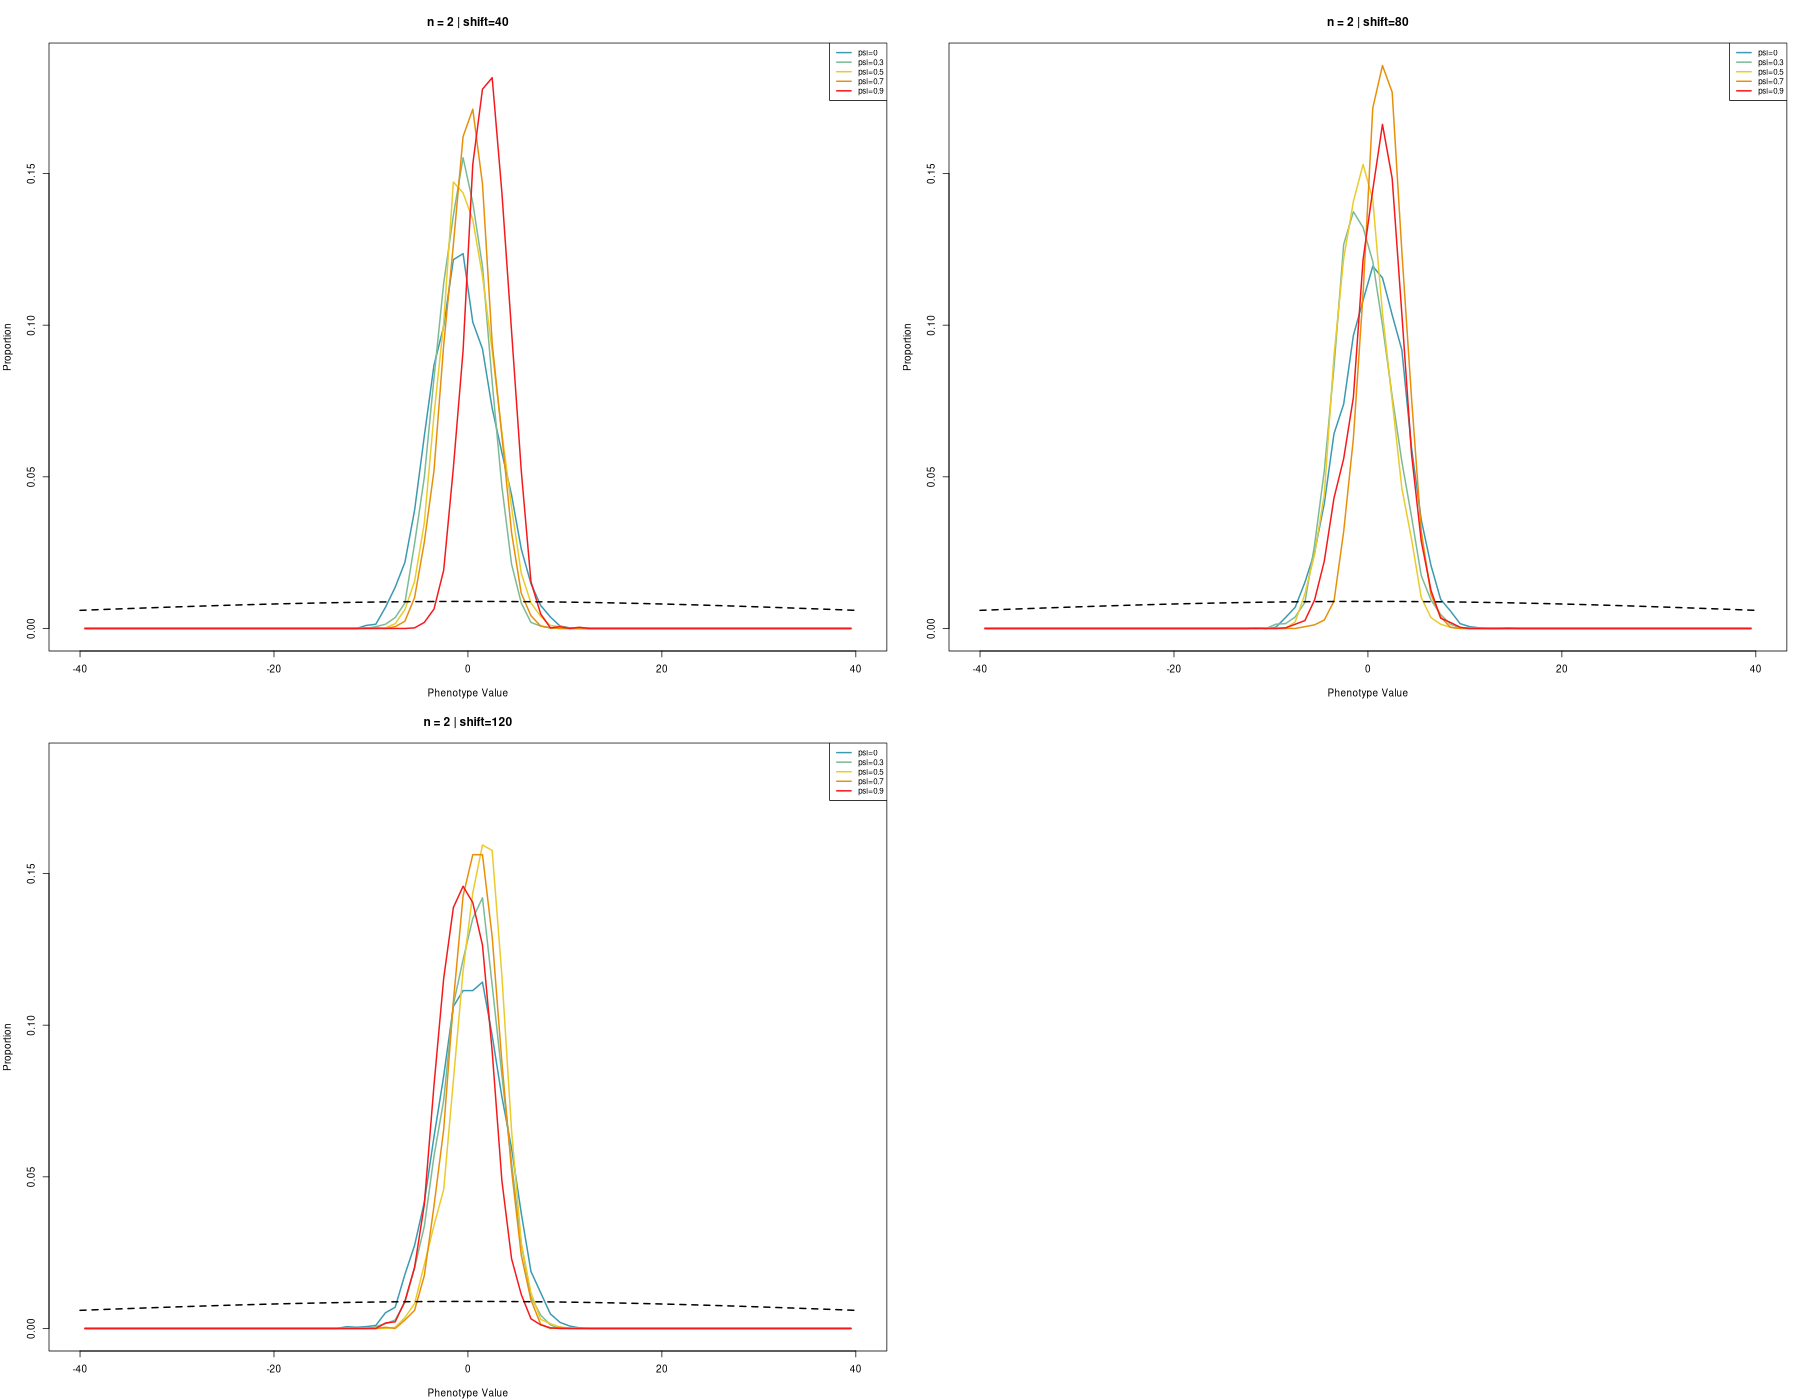 n = 2 | shift=40
psi=0
psi=0.3
psi=0.5
psi=0.7
psi=0.9
Proportion
0.15
0.10
0.05
0.00
-40 -20 0 20 40
Phenotype Value
n = 2 | shift=80
psi=0
psi=0.3
psi=0.5
psi=0.7
psi=0.9
Proportion
0.15
0.10
0.05
0.00
-40 -20 0 20 40
Phenotype Value
n = 2 | shift=120
psi=0
psi=0.3
psi=0.5
psi=0.7
psi=0.9
Proportion
0.15
0.10
0.05
0.00
-40 -20 0 20 40
Phenotype Value